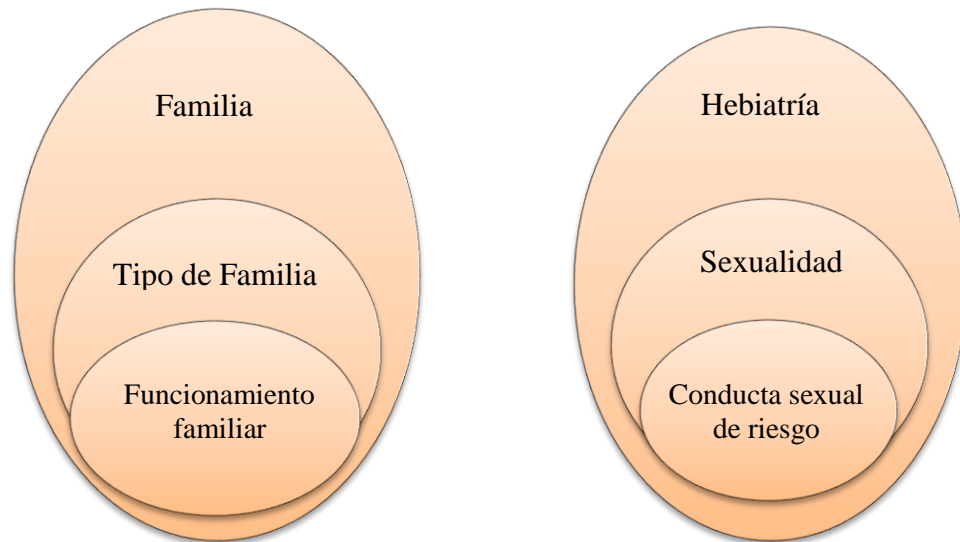 Familia
Tipo de Familia
Funcionamiento
familiar
Hebiatría
Sexualidad
Conducta sexual
de riesgo